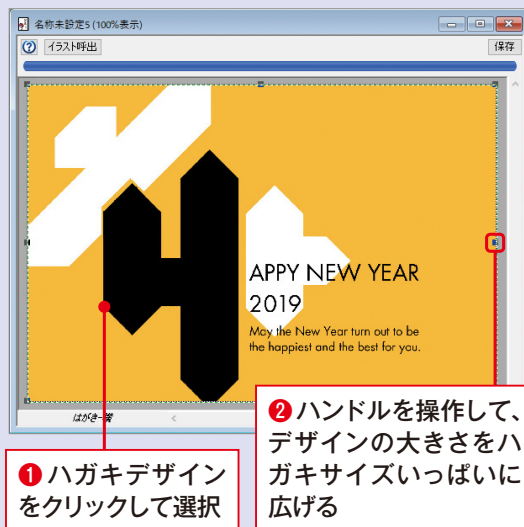 名称未設定5 (100%表示)
? イラスト呼出
保存
APPY NEW YEAR
2019
May the New Year turn out to be
the happiest and the best for you.
はがき
❶ ハガキデザイン
をクリックして選択
❷ ハンドルを操作して、
デザインの大きさをハ
ガキサイズいっぱいに
広げる